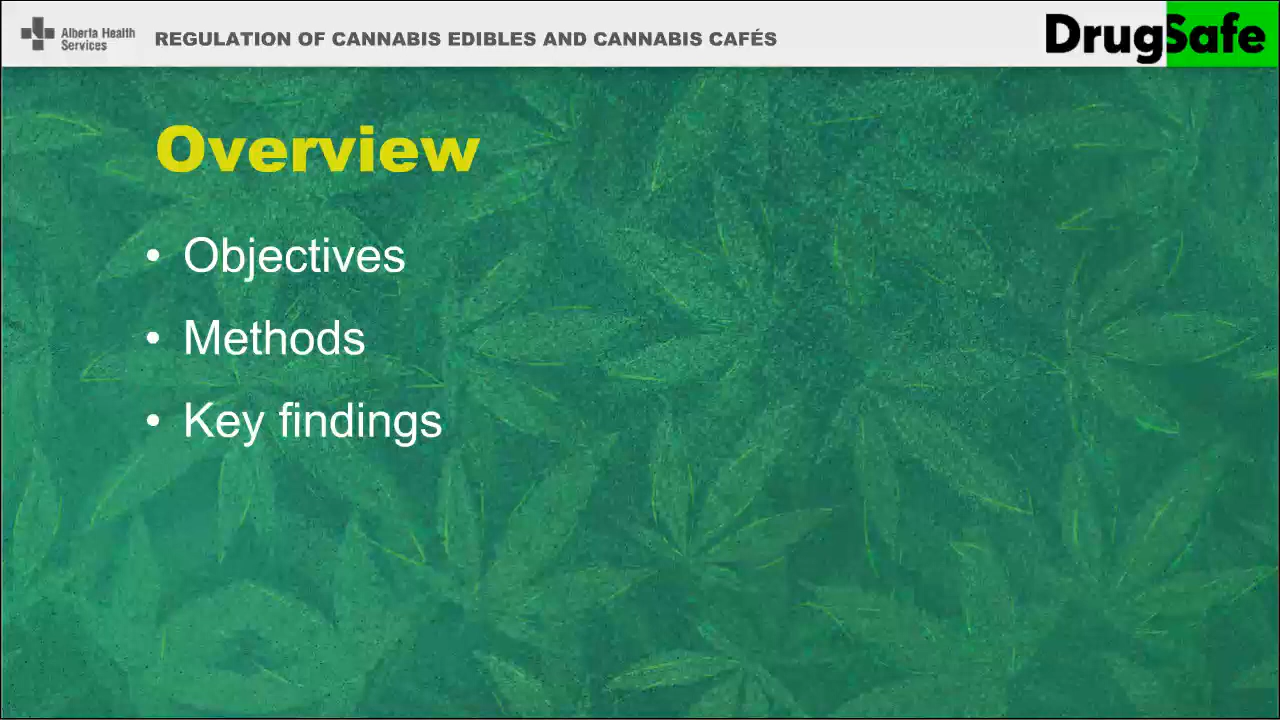 Alberta Health
Services
REGULATION OF CANNABIS EDIBLES AND CANNABIS CAFÉS
DrugSafe
Overview
• Objectives
• Methods
• Key findings